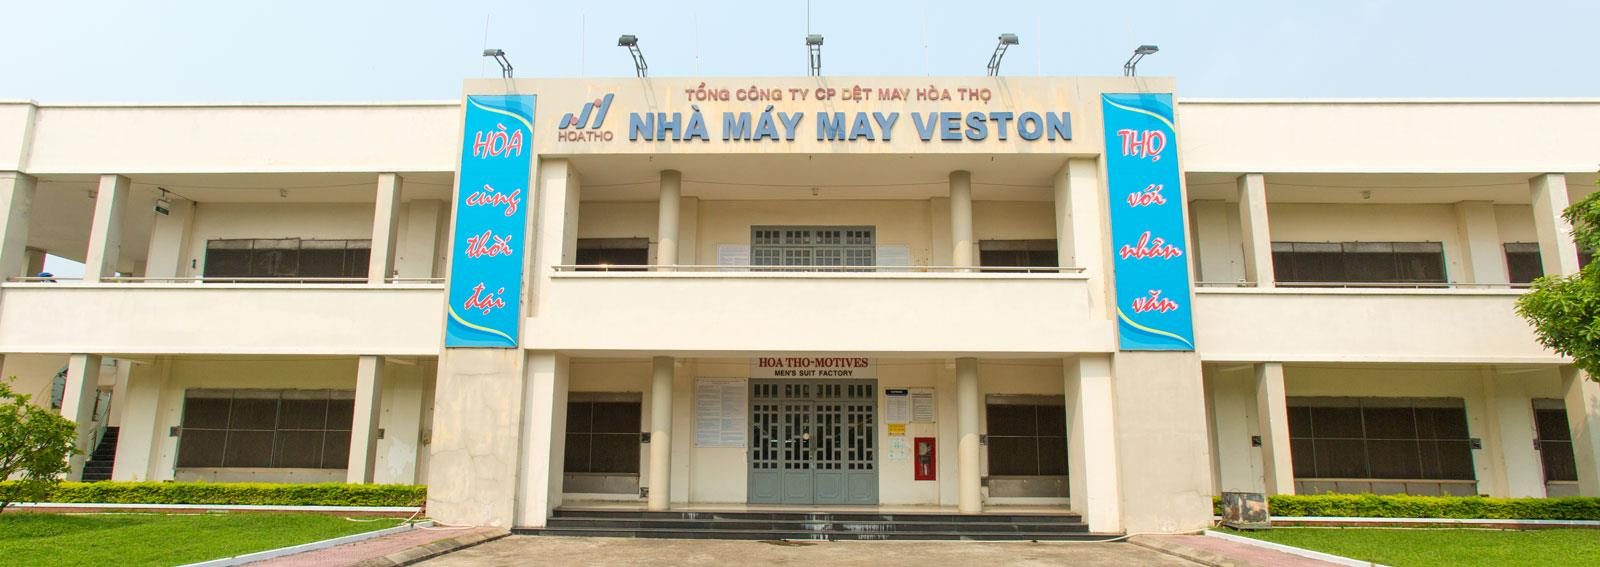 TỔNG CÔNG TY CP DỆT MAY HÒA THỌ
HOATHO
NHÀ MÁY MAY VESTON
HÒA
cùng
thời
đại
THỌ
với
nhân
văn
HOA THO-MOTIVES
MEN'S SUIT FACTORY